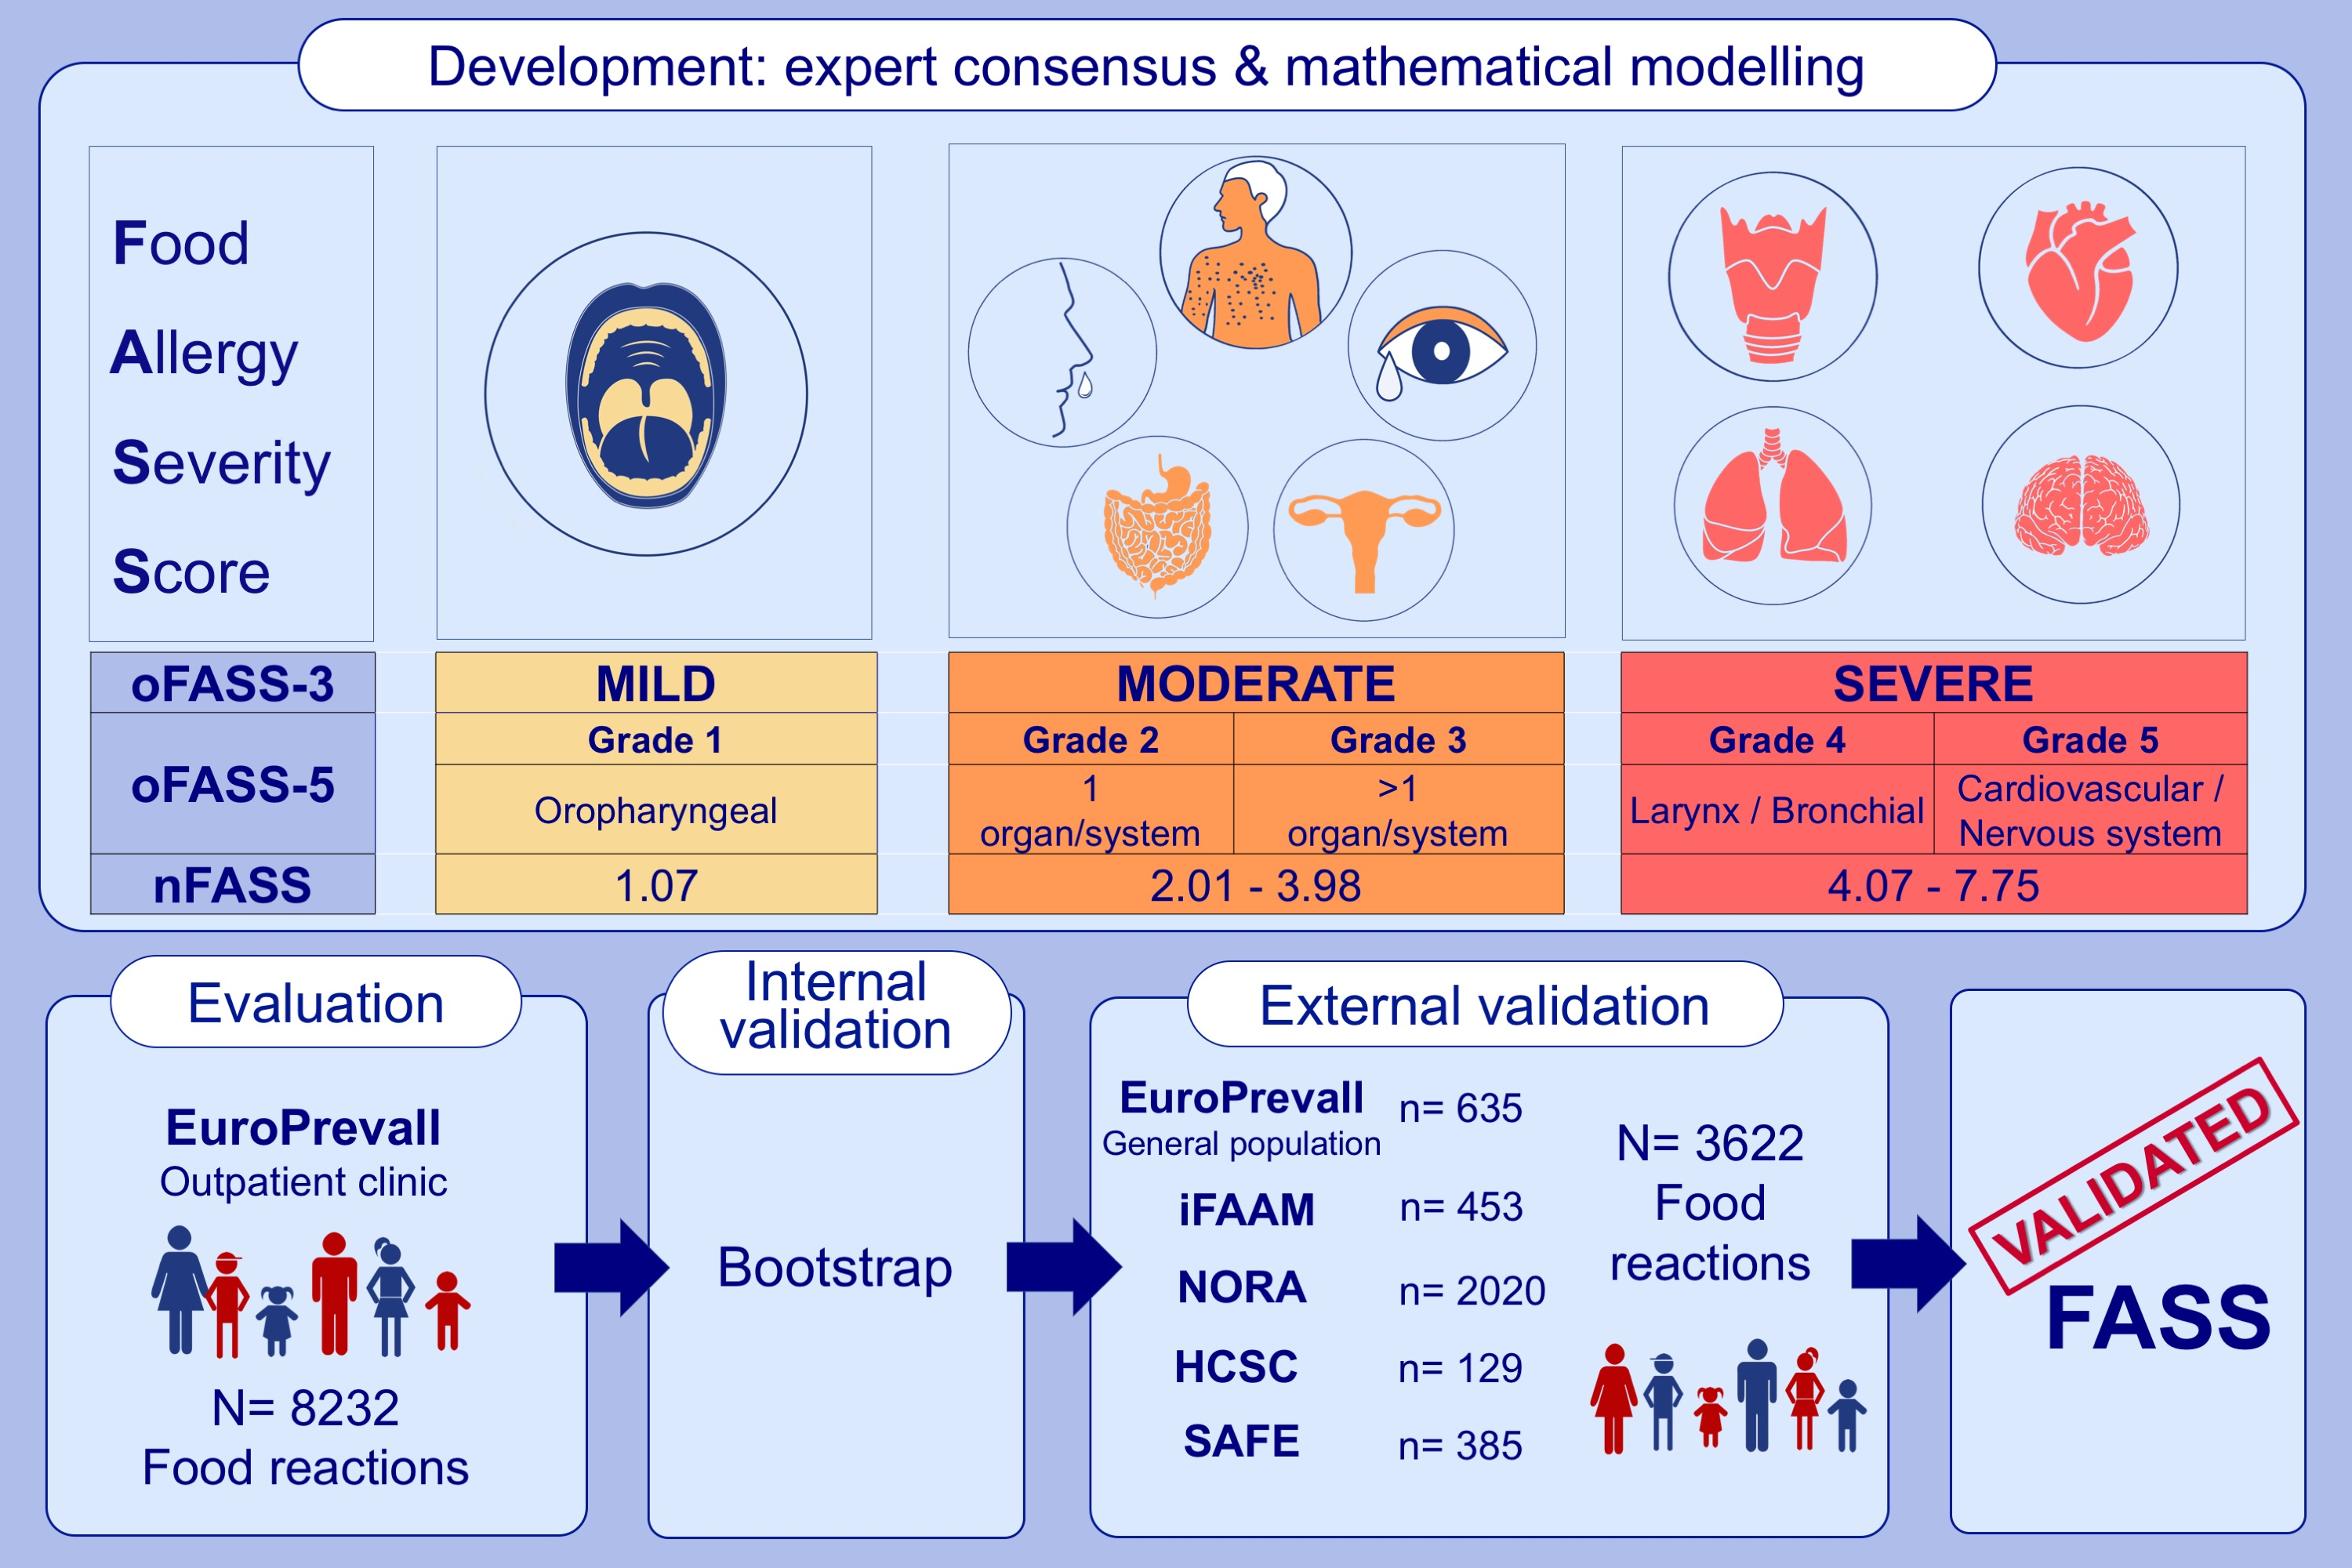 Development: expert consensus & mathematical modelling
Food
Allergy
Severity
Score
oFASS-3
MILD
MODERATE
SEVERE
oFASS-5
Grade 1
Grade 2
Grade 3
Grade 4
Grade 5
Oropharyngeal
1
organ/system
>1
organ/system
Larynx / Bronchial
Cardiovascular /
Nervous system
nFASS
1.07
2.01 - 3.98
4.07 - 7.75
Evaluation
EuroPrevall
Outpatient clinic
N= 8232
Food reactions
Internal
validation
Bootstrap
External validation
EuroPrevall n= 635
General population
iFAAM n= 453
NORA n= 2020
HCSC n= 129
SAFE n= 385
N= 3622
Food
reactions
VALIDATED
FASS